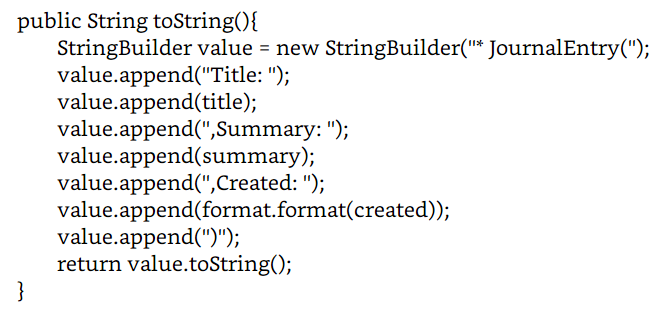 public String toString(){
StringBuilder value = new StringBuilder("* JournalEntry(");
value.append("Title: ");
value.append(title);
value.append(",Summary: ");
value.append(summary);
value.append(",Created: ");
value.append(format.format(created));
value.append(")");
return value.toString();
}